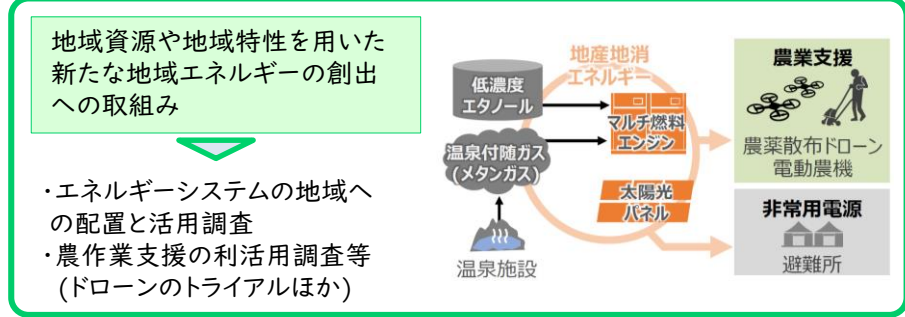 地域資源や地域特性を用いた
新たな地域エネルギーの創出
への取組み
・エネルギーシステムの地域へ
の配置と活用調査
・農作業支援の利活用調査等
(ドローンのトライアルほか)
地産地消
エネルギー
低濃度
エタノール
マルチ燃料
エンジン
温泉付随ガス
(メタンガス)
太陽光
パネル
温泉施設
農業支援
農薬散布ドローン
電動農機
非常用電源
避難所